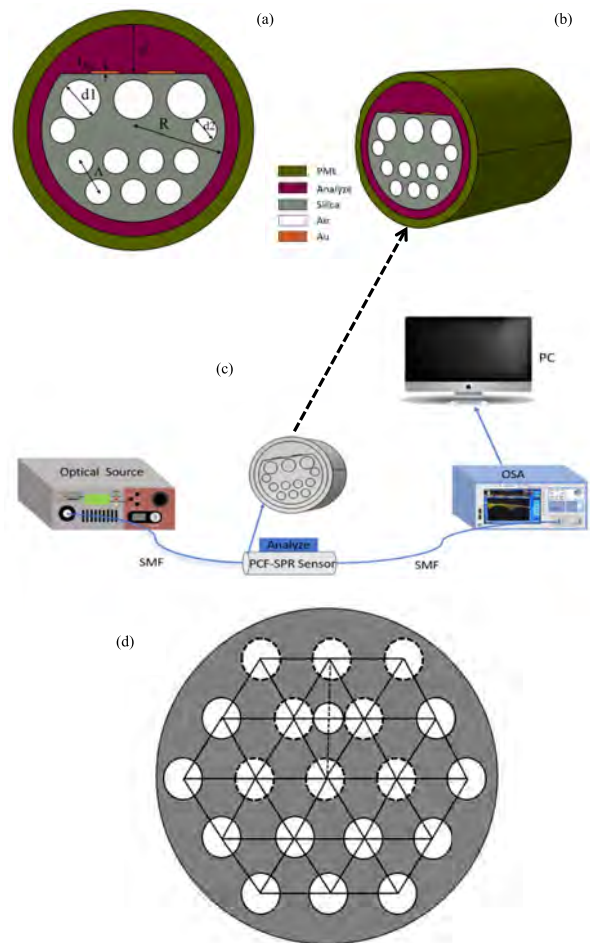 (a)
(b)
d
d1
R
d2
Λ
PML
Analyze
Silica
Air
Au
(c)
PC
Optical Source
OSA
Analyze
PCF-SPR Sensor
SMF
SMF
(d)